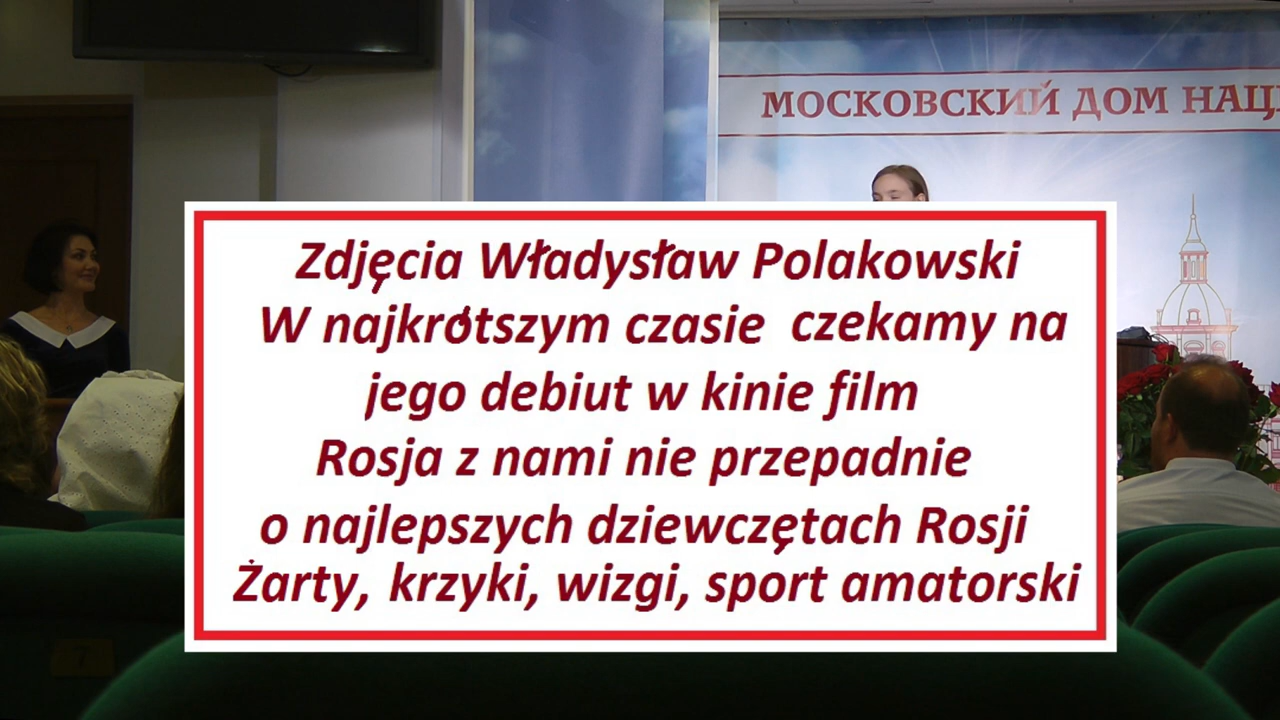 МОСКОВСКИЙ ДОМ НАЦ
Zdjęcia Władysław Polakowski
W najkrótszym czasie czekamy na
jego debiut w kinie film
Rosja z nami nie przepadnie
o najlepszych dziewczętach Rosji
Żarty, krzyki, wizgi, sport amatorski
7